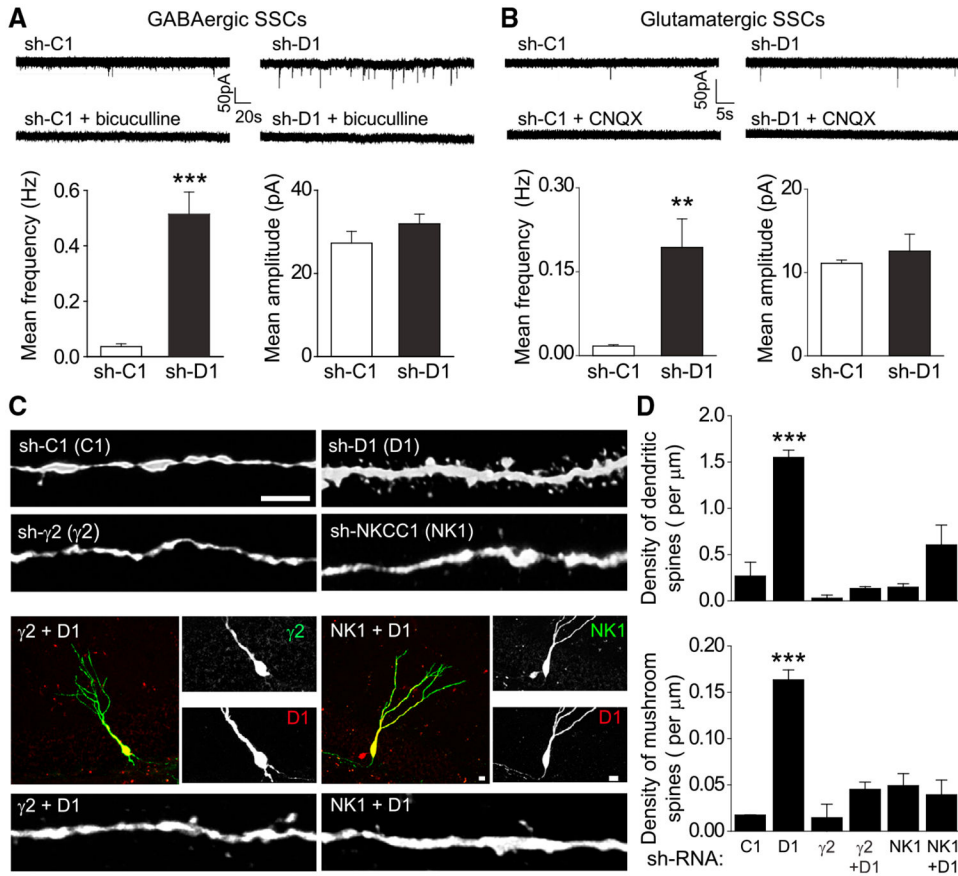 A
GABAergic SSCs
sh-C1
sh-D1
50pA
20s
sh-C1 + bicuculline
sh-D1 + bicuculline
Mean frequency (Hz)
0.6
0.4
0.2
0.0
***
sh-C1
sh-D1
Mean amplitude (pA)
40
20
0
sh-C1
sh-D1
B
Glutamatergic SSCs
sh-C1
sh-D1
50pA
5s
sh-C1 + CNQX
sh-D1 + CNQX
Mean frequency (Hz)
0.30
0.15
0.00
**
sh-C1
sh-D1
Mean amplitude (pA)
20
10
0
sh-C1
sh-D1
C
sh-C1 (C1)
sh-D1 (D1)
sh-γ2 (γ2)
sh-NKCC1 (NK1)
γ2 + D1
γ2
D1
NK1 + D1
NK1
D1
γ2 + D1
NK1 + D1
D
Density of dendritic
spines ( per μm)
2.0
1.5
1.0
0.5
0.0
***
Density of mushroom
spines ( per μm)
0.20
0.15
0.10
0.05
0.00
***
sh-RNA:
C1
D1
γ2
γ2
+D1
NK1
NK1
+D1